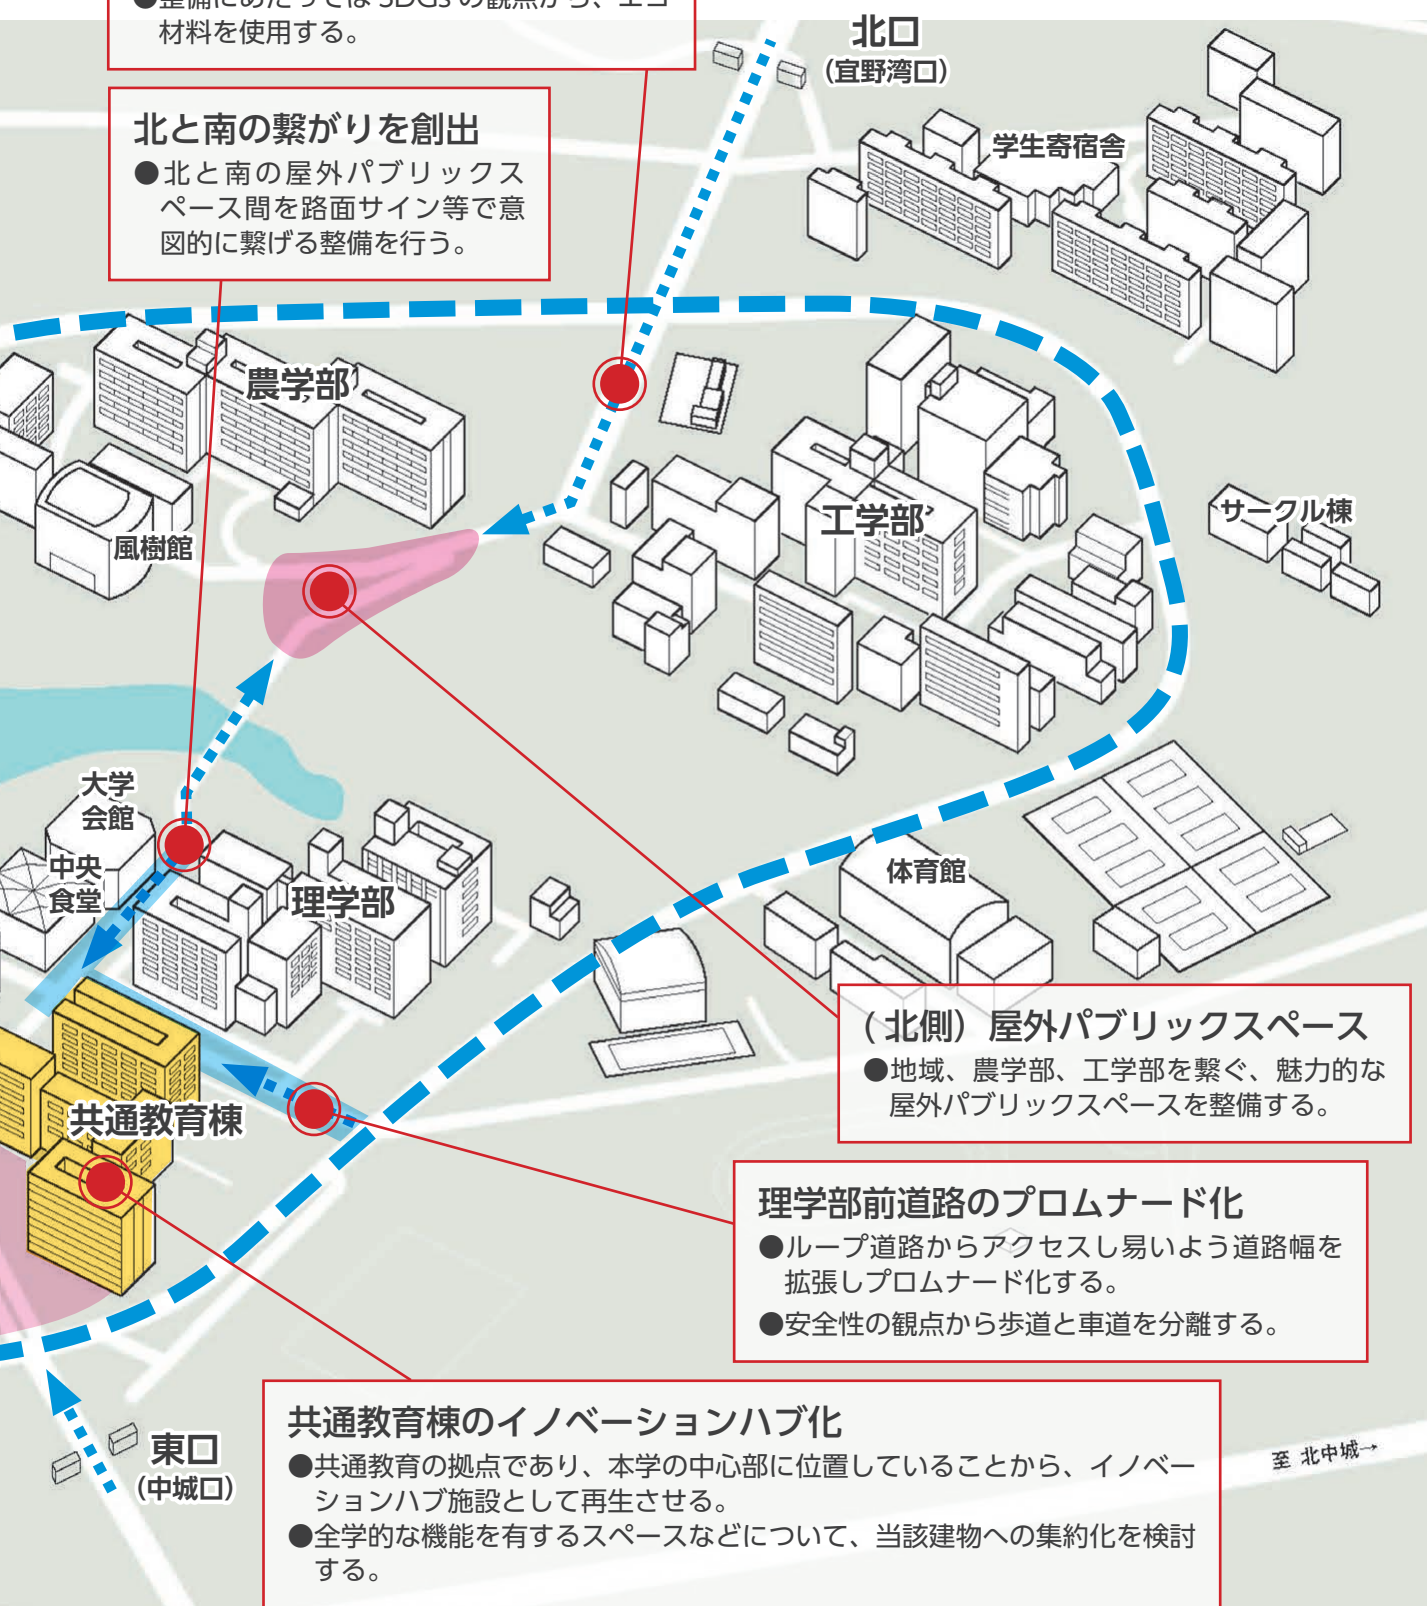 ●整備にあたっては SDGs の観点から、エコ
材料を使用する。
北口
（宜野湾口）
北と南の繋がりを創出
●北と南の屋外パブリックス
ペース間を路面サイン等で意
図的に繋げる整備を行う。
学生寄宿舎
農学部
工学部
サークル棟
風樹館
大学
会館
中央
食堂
理学部
体育館
（北側）屋外パブリックスペース
●地域、農学部、工学部を繋ぐ、魅力的な
屋外パブリックスペースを整備する。
共通教育棟
理学部前道路のプロムナード化
●ループ道路からアクセスし易いよう道路幅を
拡張しプロムナード化する。
●安全性の観点から歩道と車道を分離する。
共通教育棟のイノベーションハブ化
●共通教育の拠点であり、本学の中心部に位置していることから、イノベー
ションハブ施設として再生させる。
●全学的な機能を有するスペースなどについて、当該建物への集約化を検討
する。
東口
（中城口）
至 北中城→